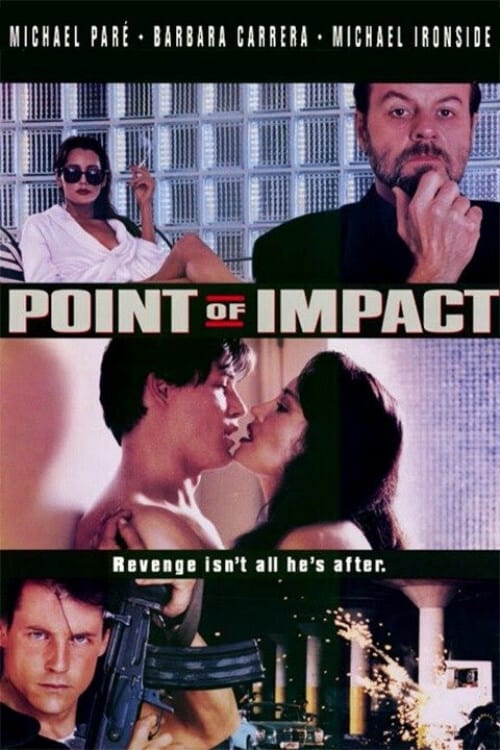 MICHAEL PARÉ • BARBARA CARRERA • MICHAEL IRONSIDE
POINT OF IMPACT
Revenge isn't all he's after.